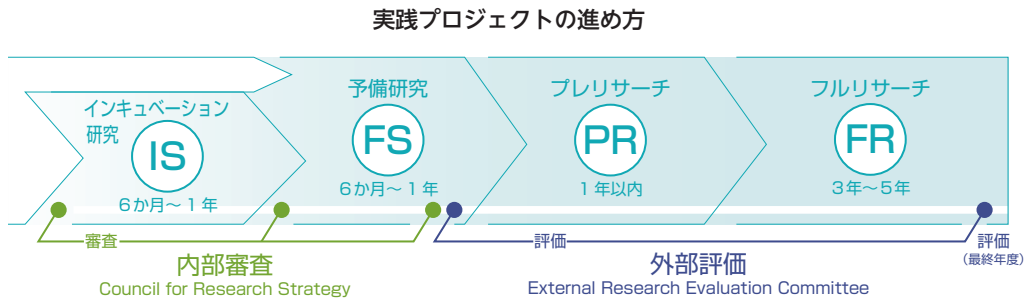 実践プロジェクトの進め方
インキュベーション
研究
IS
6か月～1年
予備研究
FS
6か月～1年
プレリサーチ
PR
1年以内
フルリサーチ
FR
3年～5年
審査
内部審査
Council for Research Strategy
評価
外部評価
External Research Evaluation Committee
評価
(最終年度)